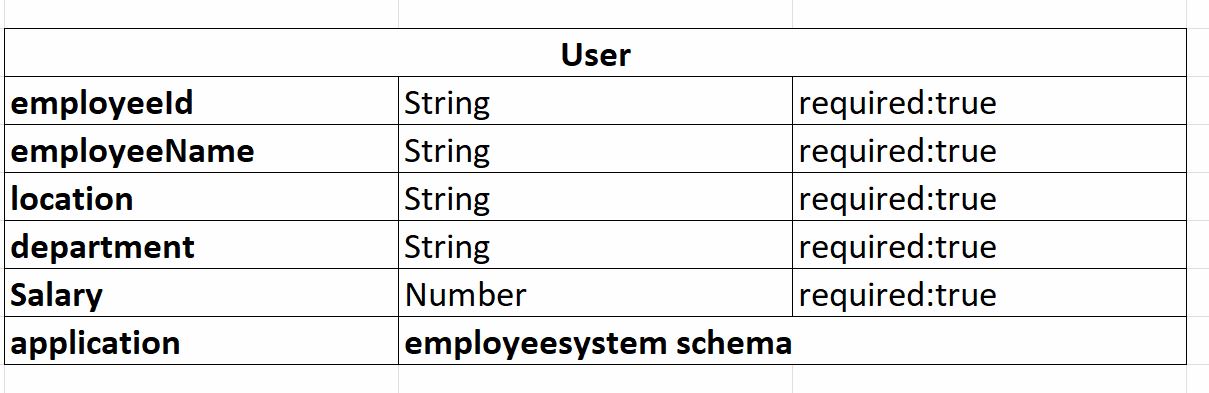 User
employeeId String required:true
employeeName String required:true
location String required:true
department String required:true
Salary Number required:true
application employeesystem schema